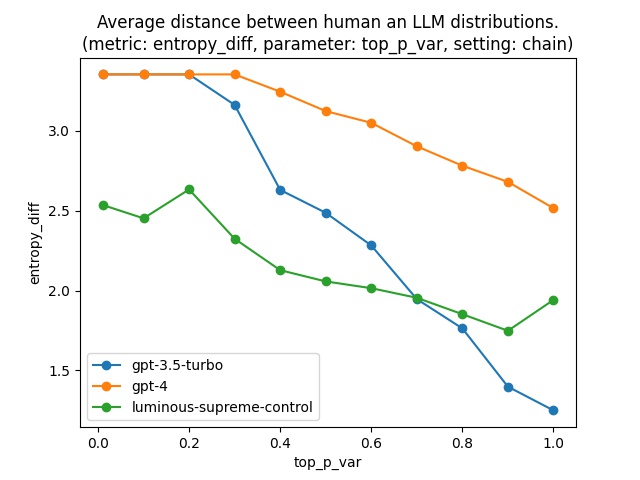 Average distance between human an LLM distributions.
(metric: entropy_diff, parameter: top_p_var, setting: chain)
entropy_diff
3.0
2.5
2.0
1.5
gpt-3.5-turbo
gpt-4
luminous-supreme-control
0.0 0.2 0.4 0.6 0.8 1.0
top_p_var